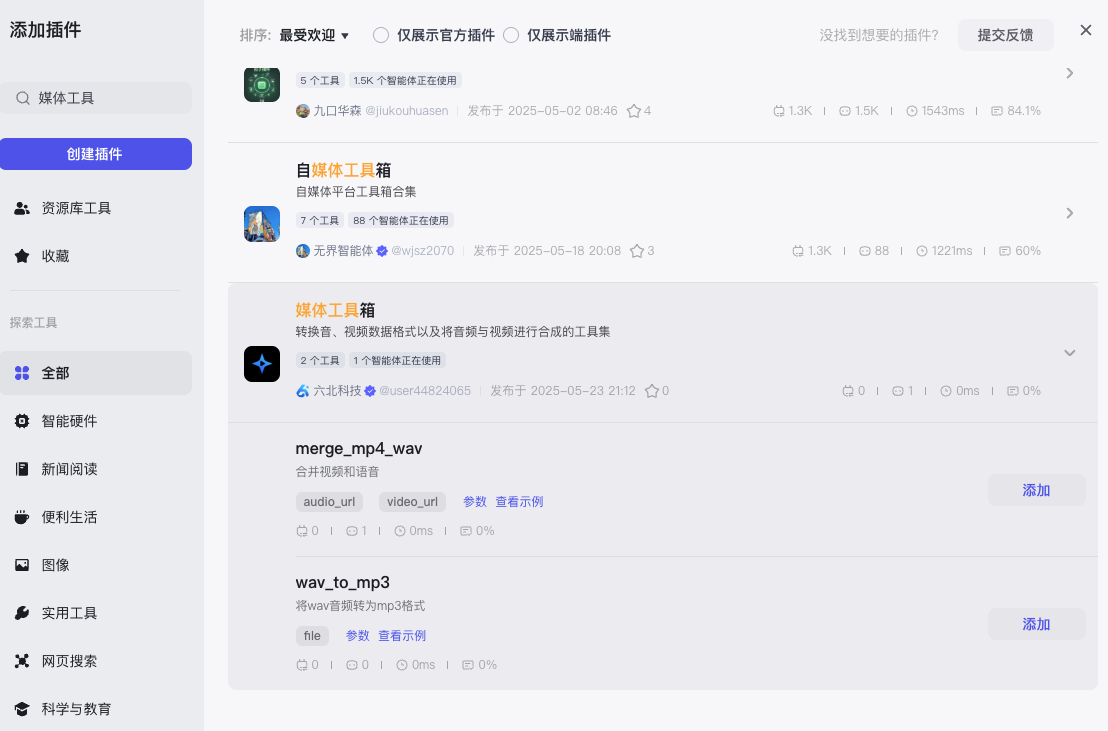 添加插件
媒体工具
创建插件
资源库工具
收藏
探索工具
全部
智能硬件
新闻阅读
便利生活
图像
实用工具
网页搜索
科学与教育
排序: 最受欢迎 仅展示官方插件 仅展示端插件 没找到想要的插件? 提交反馈
5 个工具 1.5K 个智能体正在使用
九口华森 @jiukouhuasen 发布于 2025-05-02 08:46 4 1.3K 1.5K 1543ms 84.1%
自媒体工具箱
自媒体平台工具箱合集
7 个工具 88 个智能体正在使用
无界智能体 @wjsz2070 发布于 2025-05-18 20:08 3 1.3K 88 1221ms 60%
媒体工具箱
转换音、视频数据格式以及将音频与视频进行合成的工具集
2 个工具 1 个智能体正在使用
六北科技 @user44824065 发布于 2025-05-23 21:12 0 0 1 0ms 0%
merge_mp4_wav
合并视频和语音
audio_url video_url 参数 查看示例
添加
0 1 0ms 0%
wav_to_mp3
将wav音频转为mp3格式
file 参数 查看示例
添加
0 0 0ms 0%